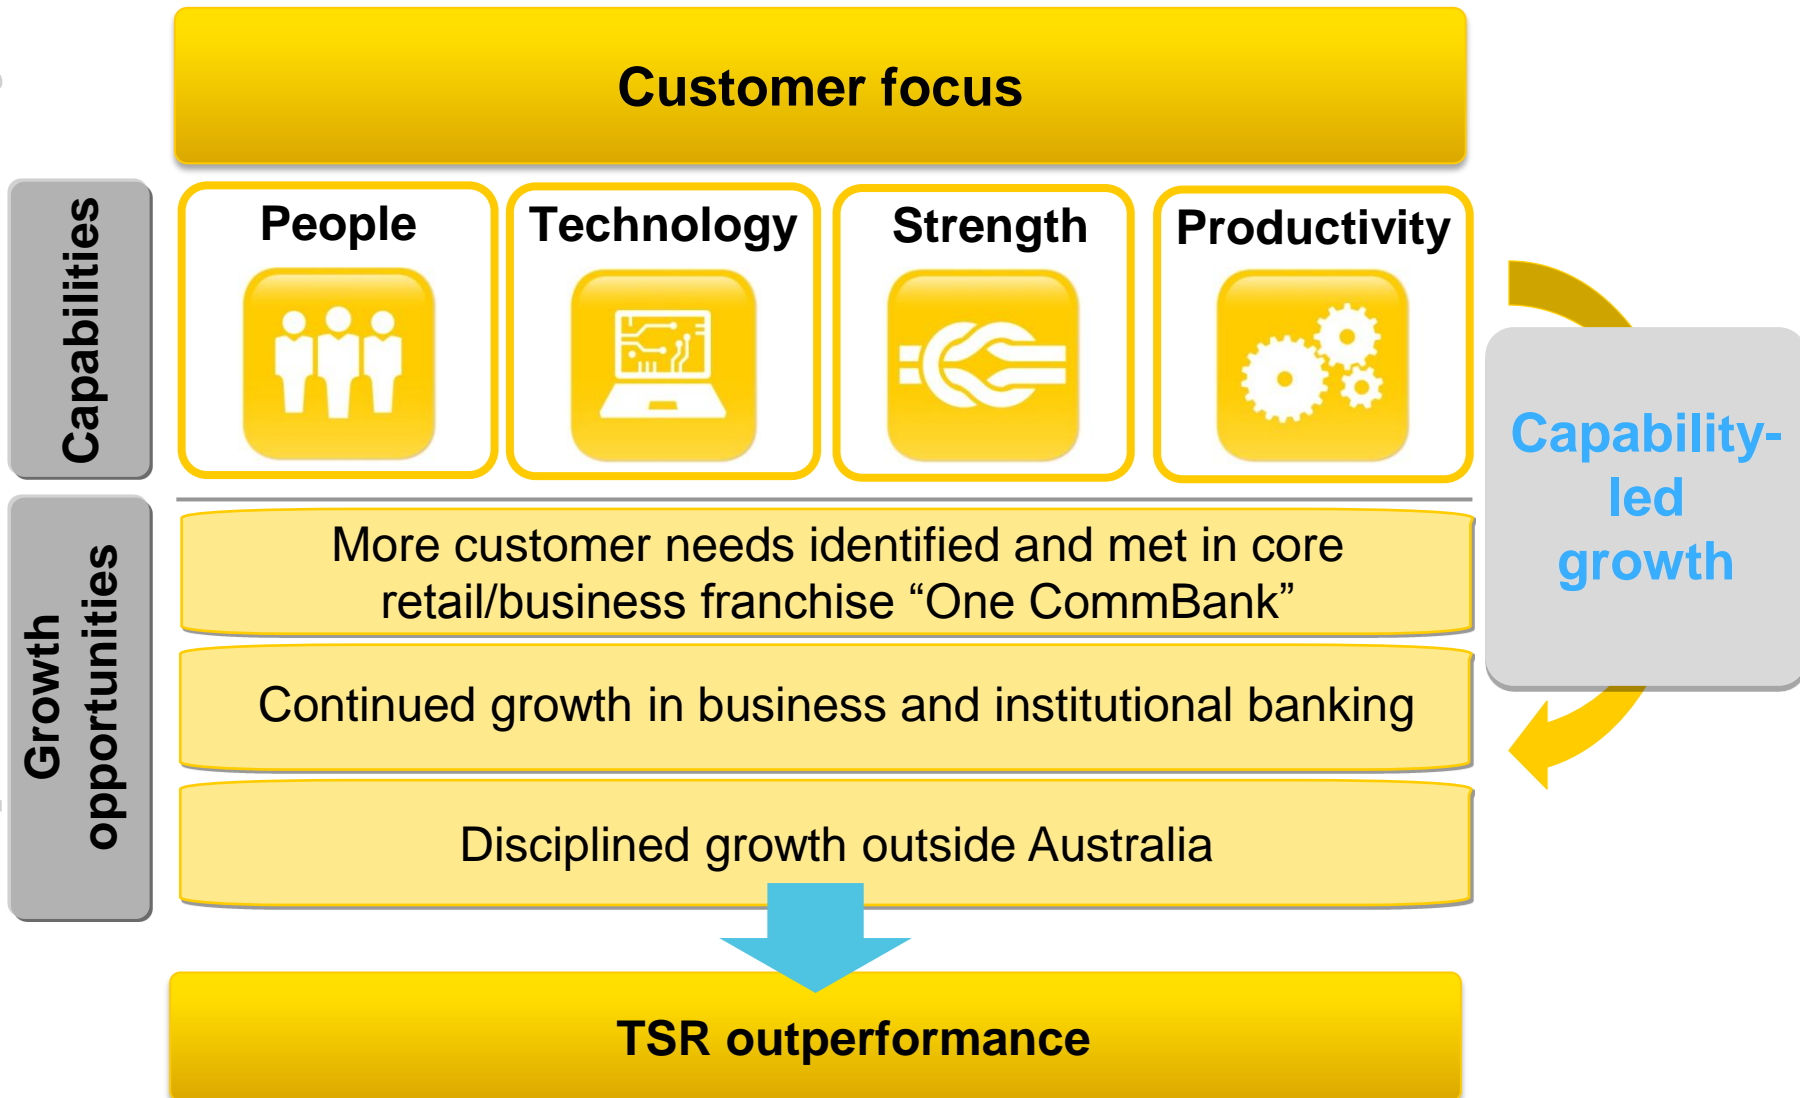 Customer focus
Capabilities
People
Technology
Strength
Productivity
Capability-
led
growth
Growth
opportunities
More customer needs identified and met in core
retail/business franchise “One CommBank”
Continued growth in business and institutional banking
Disciplined growth outside Australia
TSR outperformance